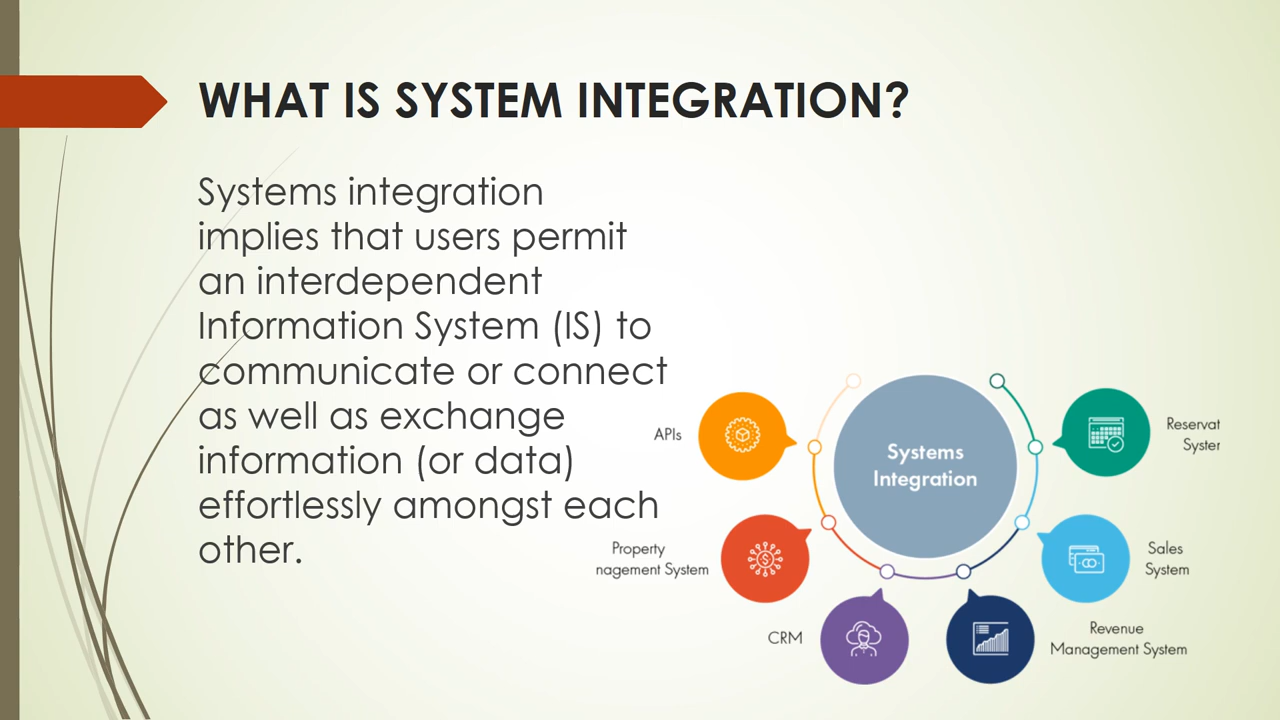 WHAT IS SYSTEM INTEGRATION?
Systems integration
implies that users permit
an interdependent
Information System (IS) to
communicate or connect
as well as exchange
information (or data)
effortlessly amongst each
other.
Systems
Integration
APIs
Property
nagement System
CRM
Reservat
Syster
Sales
System
Revenue
Management System